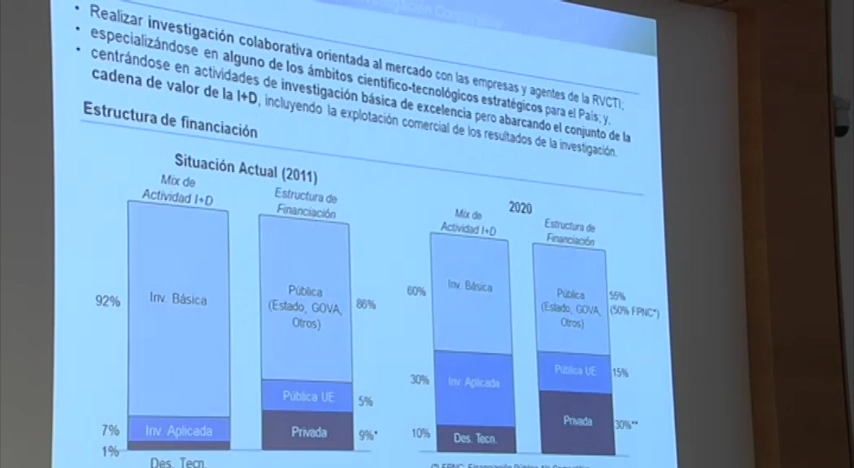 • Realizar investigación colaborativa orientada al mercado con las empresas y agentes de la RVCTI;
• especializándose en alguno de los ámbitos científico-tecnológicos estratégicos para el País; y,
• centrándose en actividades de investigación básica de excelencia pero abarcando el conjunto de la
cadena de valor de la I+D, incluyendo la explotación comercial de los resultados de la investigación.
Estructura de financiación
Situación Actual (2011)
Mix de
Actividad I+D
Estructura de
Financiación
92%
Inv. Básica
Pública
(Estado, GOVA,
Otros)
86%
Pública UE
5%
7%
Inv. Aplicada
Privada
9%*
1%
Des. Tecn.
2020
Mix de
Actividad I+D
Estructura de
Financiación
60%
Inv. Básica
Pública
(Estado, GOVA,
Otros)
55%
(50% FPNC*)
30%
Inv. Aplicada
Pública UE
15%
10%
Des. Tecn.
Privada
30%**